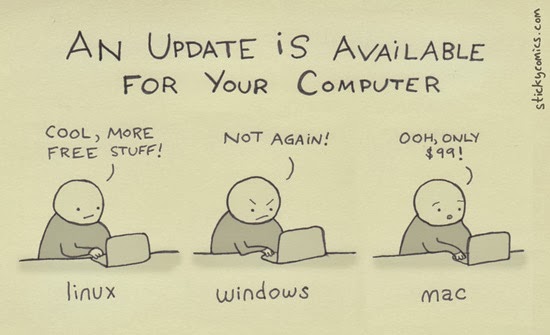 AN UPDATE iS AVAiLABLE
FOR YOUR COMPUTER
stickycomics.com
COOL, MORE
FREE STUFF!
NOT AGAIN!
OOH, ONLY
$99!
linux
windows
mac